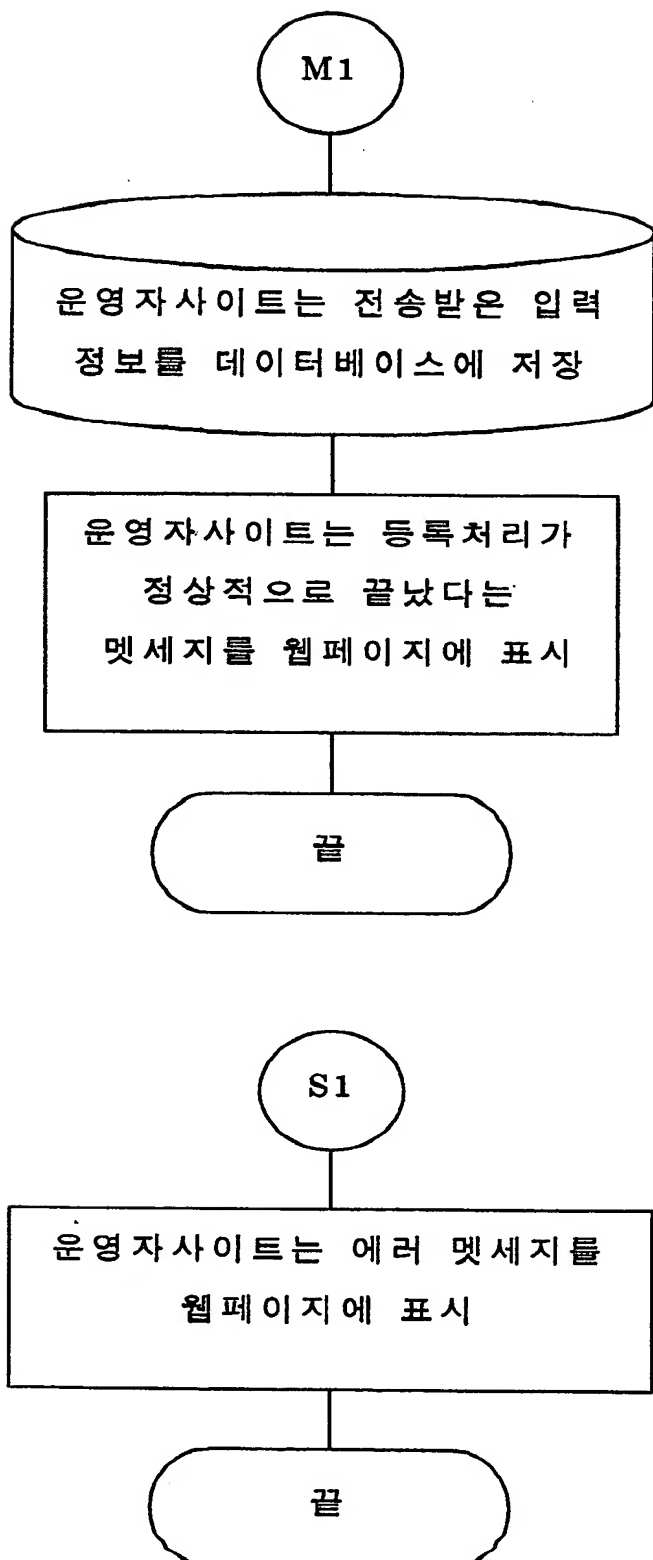 M1
운영자사이트는 전송받은 입력
정보를 데이터베이스에 저장
운영자사이트는 등록처리가
정상적으로 끝났다는
멧세지를 웹페이지에 표시
끝
S1
운영자사이트는 에러 멧세지를
웹페이지에 표시
끝